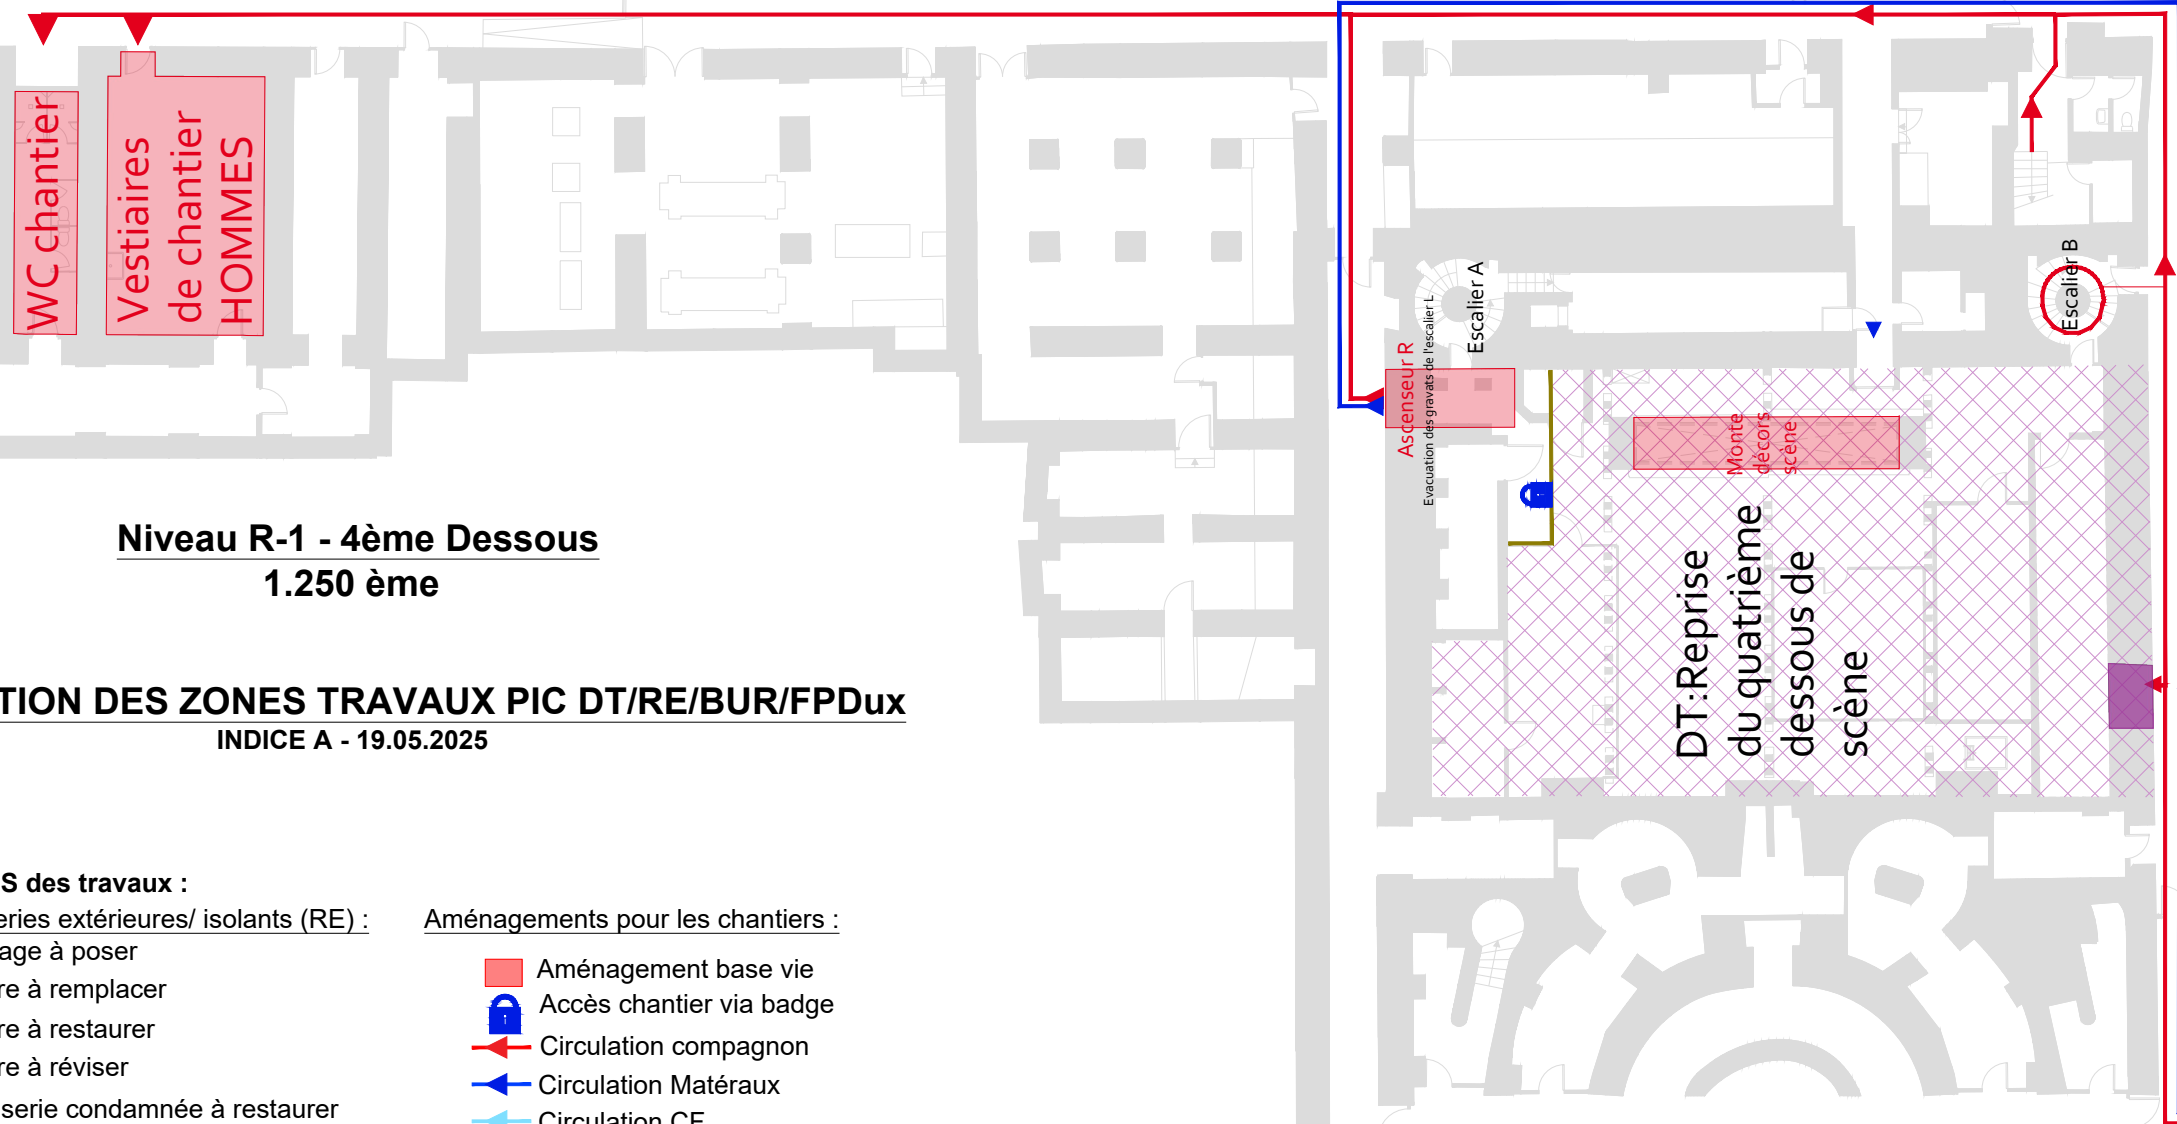 WC chantier
Vestiaires
de chantier
HOMMES
Escalier A
Evacuation des gravats de l'escalier L
Ascenseur R
Escalier B
Monte
décors
scène
DT:Reprise
du quatrième
dessous de
scène
Niveau R-1 - 4ème Dessous
1.250 ème
TION DES ZONES TRAVAUX PIC DT/RE/BUR/FPDux
INDICE A - 19.05.2025
S des travaux :
eries extérieures/ isolants (RE) :
age à poser
re à remplacer
re à restaurer
re à réviser
serie condamnée à restaurer
Aménagements pour les chantiers :
Aménagement base vie
Accès chantier via badge
Circulation compagnon
Circulation Matéraux
Circulation CE